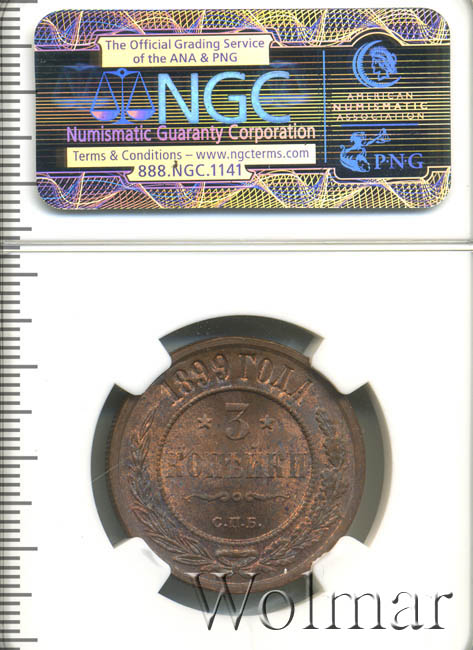 The Official Grading Service
of the ANA & PNG
NGC
Numismatic Guaranty Corporation
Terms & Conditions – www.ngcterms.com
888.NGC.1141
AMERICAN
NUMISMATIC
ASSOCIATION
PNG
1899 ГОДА
3
КОПѢЙКИ
С.П.Б.
Wolmar